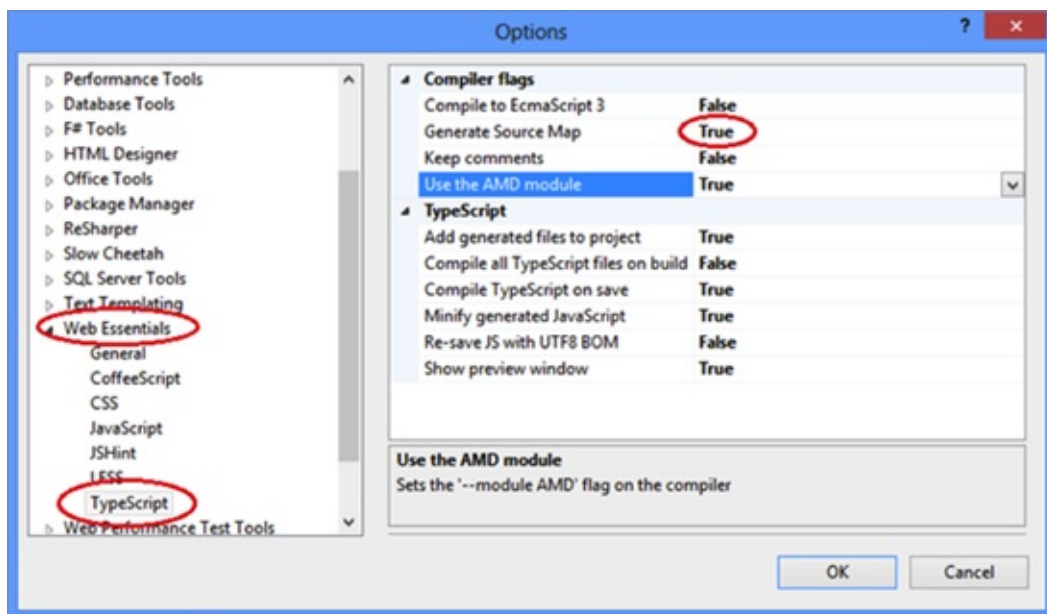 Options
?
Performance Tools
Database Tools
F# Tools
HTML Designer
Office Tools
Package Manager
ReSharper
Slow Cheetah
SQL Server Tools
Text Templating
Web Essentials
General
CoffeeScript
CSS
JavaScript
JSHint
LESS
TypeScript
Web Performance Test Tools
Compiler flags
Compile to EcmaScript 3 False
Generate Source Map True
Keep comments False
Use the AMD module True
TypeScript
Add generated files to project True
Compile all TypeScript files on build False
Compile TypeScript on save True
Minify generated JavaScript True
Re-save JS with UTF8 BOM False
Show preview window True
Use the AMD module
Sets the '--module AMD' flag on the compiler
OK Cancel